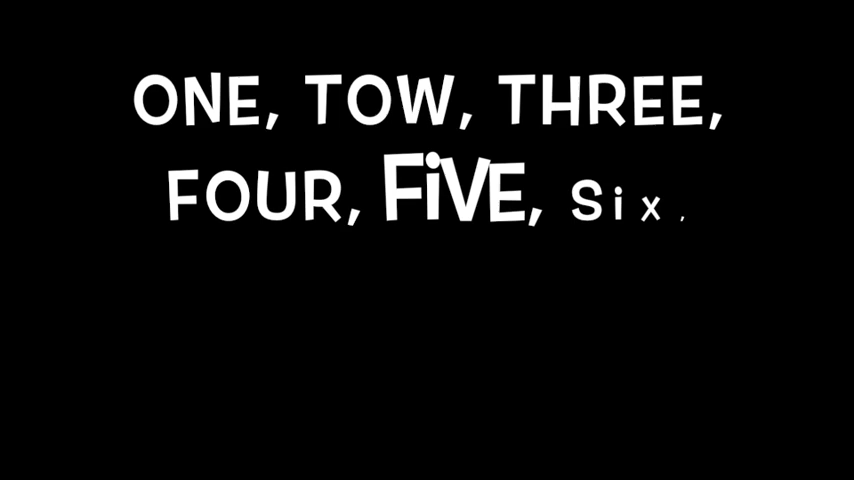 ONE, TOW, THREE,
FOUR, FiVE, Six,